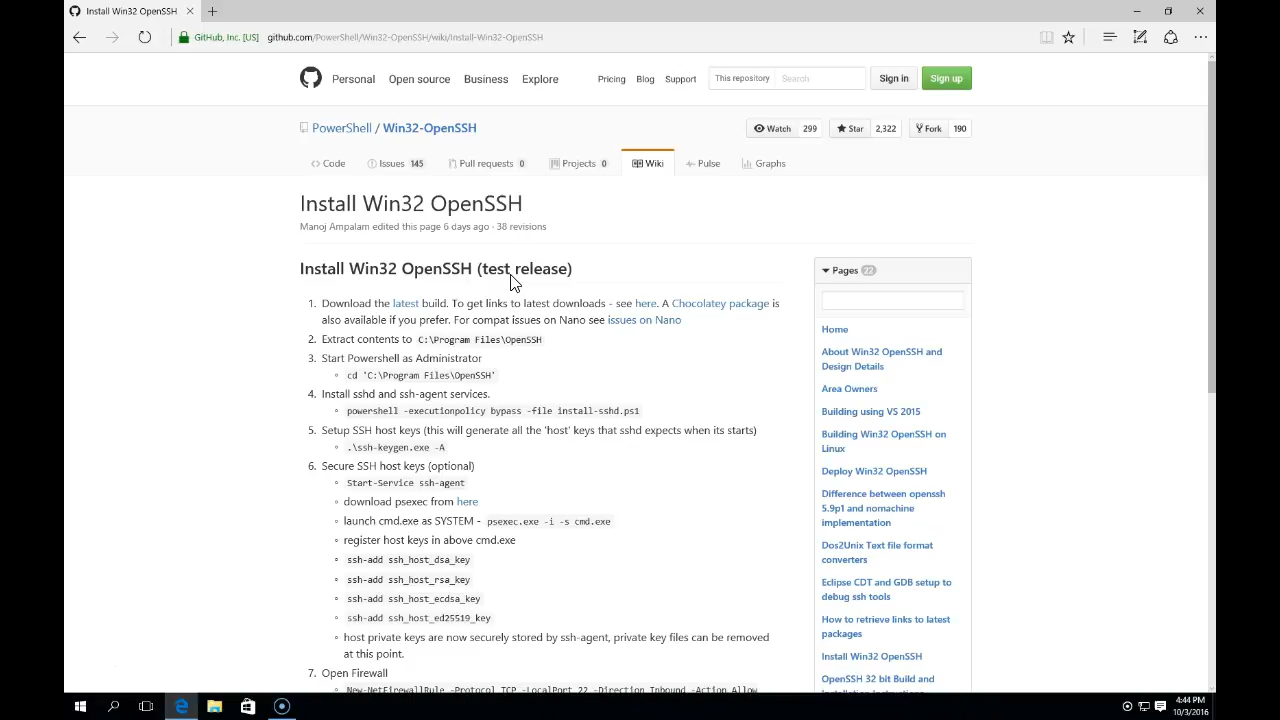 Install Win32 OpenSSH
GitHub, Inc. [US] github.com/PowerShell/Win32-OpenSSH/wiki/Install-Win32-OpenSSH
Personal Open source Business Explore Pricing Blog Support This repository Search Sign in Sign up
PowerShell / Win32-OpenSSH Watch 299 Star 2,322 Fork 190
Code Issues 145 Pull requests 0 Projects 0 Wiki Pulse Graphs
Install Win32 OpenSSH
Manoj Ampalam edited this page 6 days ago · 38 revisions
Install Win32 OpenSSH (test release)
1. Download the latest build. To get links to latest downloads - see here. A Chocolatey package is
also available if you prefer. For compat issues on Nano see issues on Nano
2. Extract contents to C:\Program Files\OpenSSH
3. Start Powershell as Administrator
cd 'C:\Program Files\OpenSSH'
4. Install sshd and ssh-agent services.
powershell -executionpolicy bypass -file install-sshd.ps1
5. Setup SSH host keys (this will generate all the 'host' keys that sshd expects when its starts)
.\ssh-keygen.exe -A
6. Secure SSH host keys (optional)
Start-Service ssh-agent
download psexec from here
launch cmd.exe as SYSTEM - psexec.exe -i -s cmd.exe
register host keys in above cmd.exe
ssh-add ssh_host_dsa_key
ssh-add ssh_host_rsa_key
ssh-add ssh_host_ecdsa_key
ssh-add ssh_host_ed25519_key
host private keys are now securely stored by ssh-agent, private key files can be removed
at this point.
7. Open Firewall
New-NetFirewallRule -Protocol TCP -LocalPort 22 -Direction Inbound -Action Allow
Pages 22
Home
About Win32 OpenSSH and
Design Details
Area Owners
Building using VS 2015
Building Win32 OpenSSH on
Linux
Deploy Win32 OpenSSH
Difference between openssh
5.9p1 and nomachine
implementation
Dos2Unix Text file format
converters
Eclipse CDT and GDB setup to
debug ssh tools
How to retrieve links to latest
packages
Install Win32 OpenSSH
OpenSSH 32 bit Build and
Installation Instructions
4:44 PM
10/3/2016